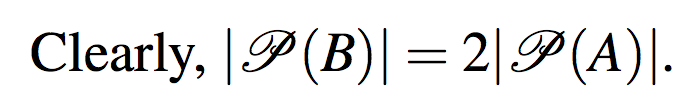 Clearly, |𝒫(B)| = 2|𝒫(A)|.